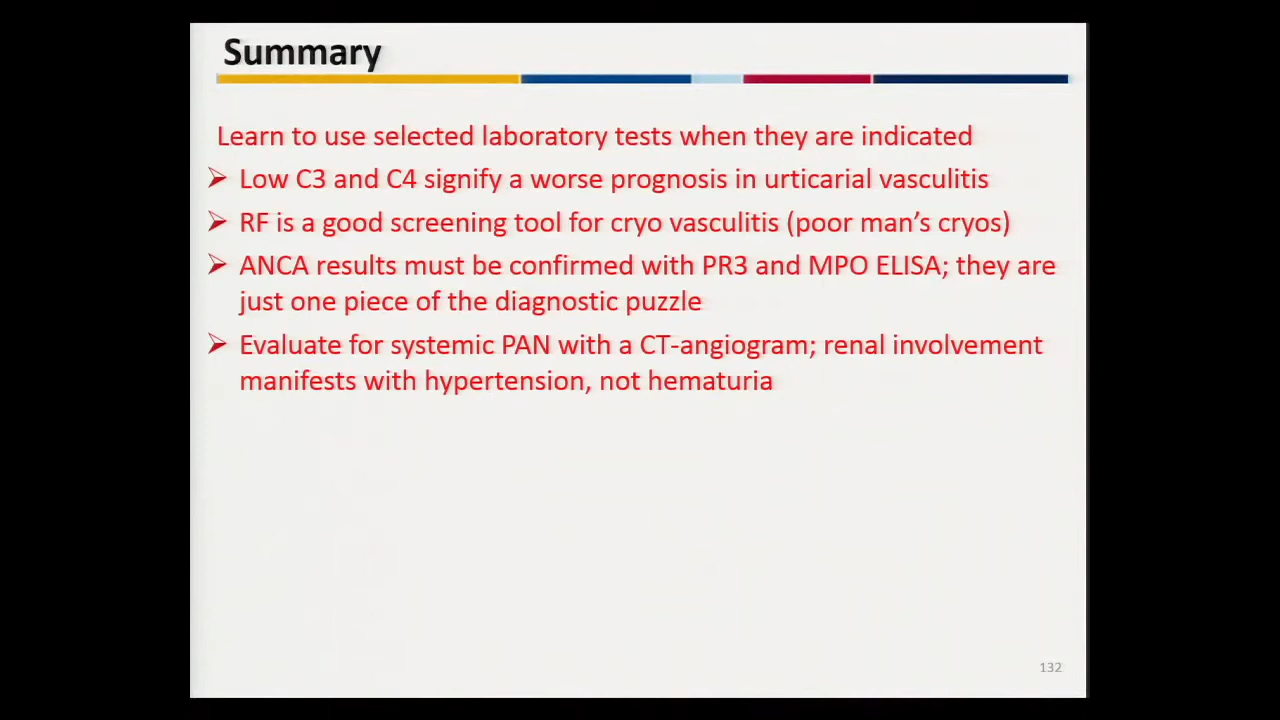 Summary
Learn to use selected laboratory tests when they are indicated
Low C3 and C4 signify a worse prognosis in urticarial vasculitis
RF is a good screening tool for cryo vasculitis (poor man’s cryos)
ANCA results must be confirmed with PR3 and MPO ELISA; they are
just one piece of the diagnostic puzzle
Evaluate for systemic PAN with a CT-angiogram; renal involvement
manifests with hypertension, not hematuria
132